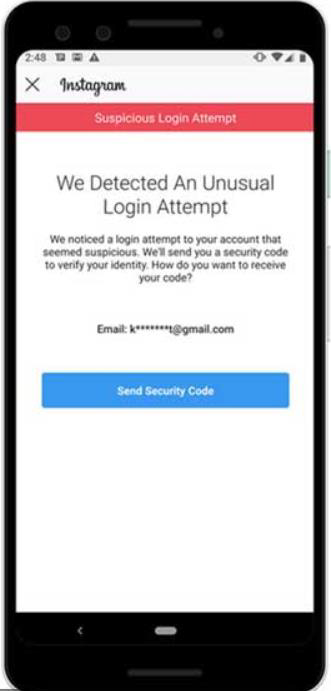 2:48
Instagram
Suspicious Login Attempt
We Detected An Unusual
Login Attempt
We noticed a login attempt to your account that
seemed suspicious. We'll send you a security code
to verify your identity. How do you want to receive
your code?
Email: k*******t@gmail.com
Send Security Code